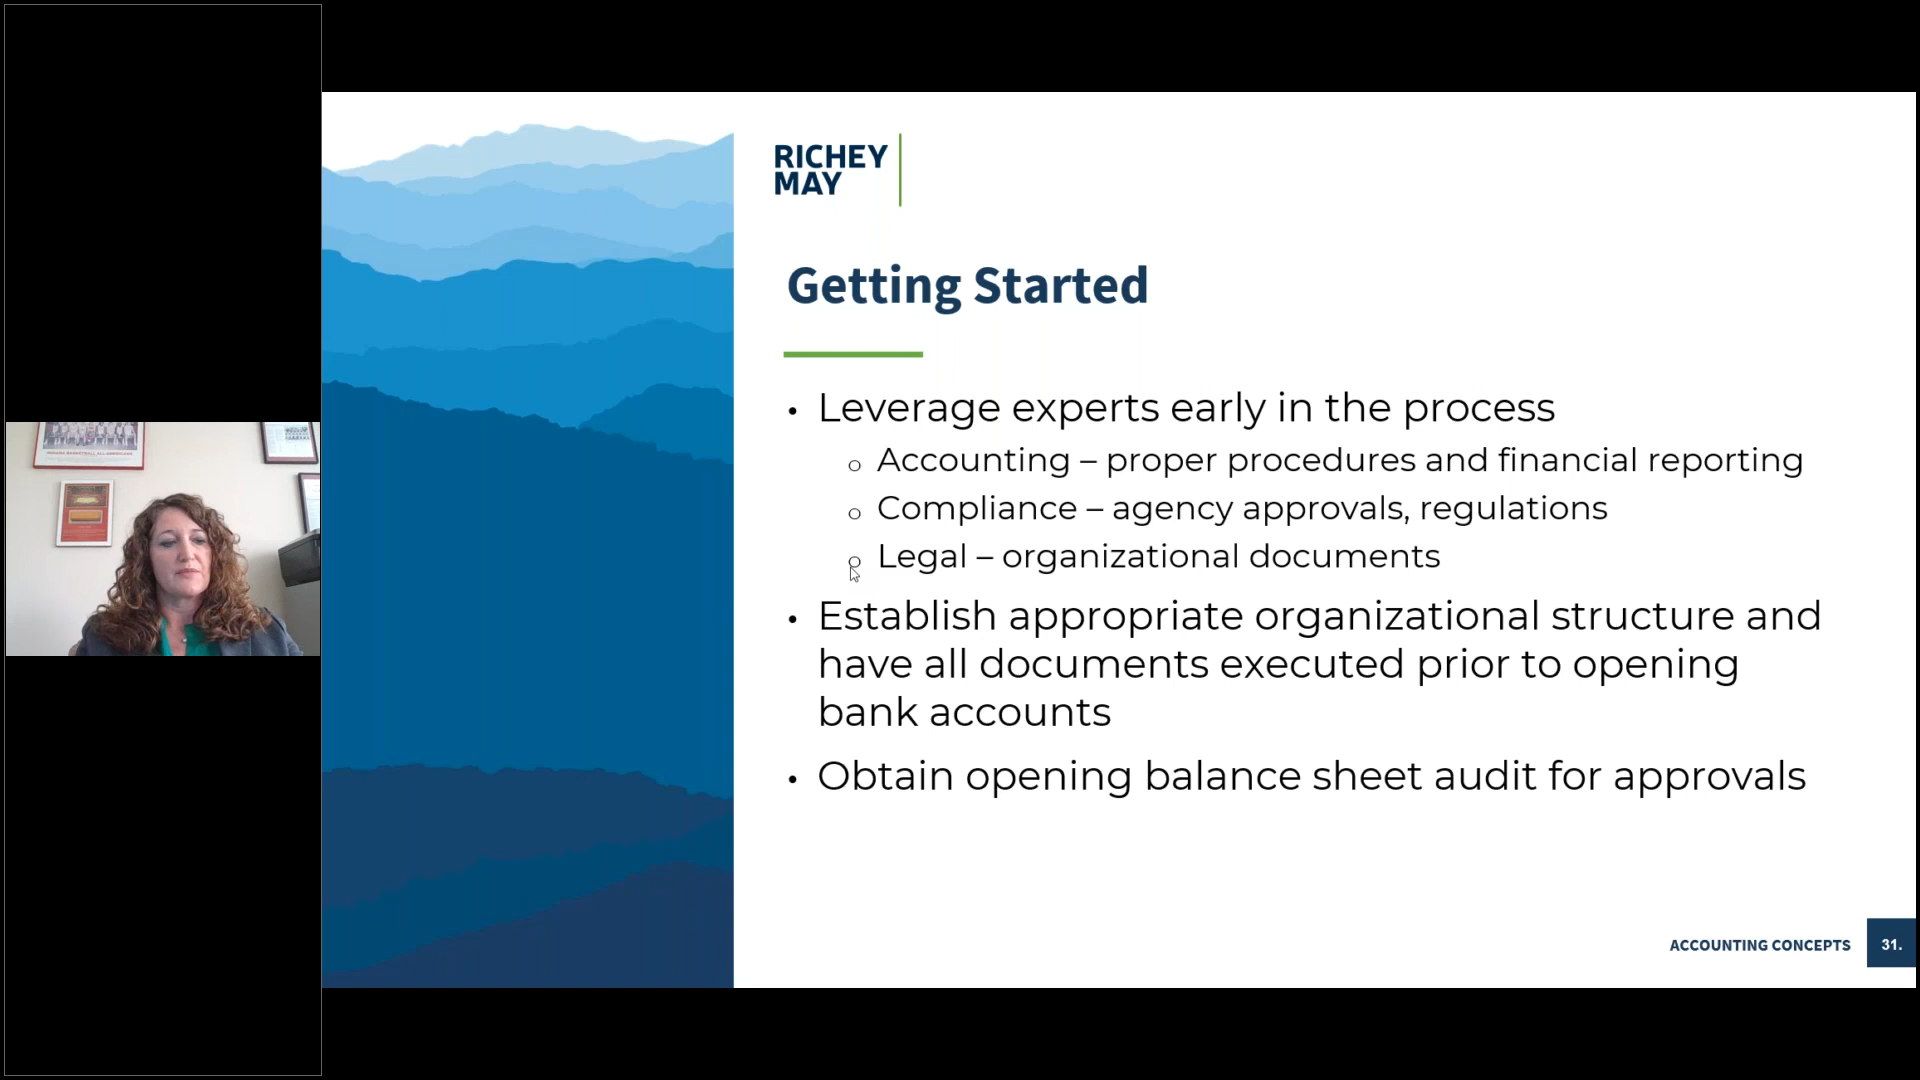 RICHEY
MAY
Getting Started
• Leverage experts early in the process
o Accounting – proper procedures and financial reporting
o Compliance – agency approvals, regulations
o Legal – organizational documents
• Establish appropriate organizational structure and
have all documents executed prior to opening
bank accounts
• Obtain opening balance sheet audit for approvals
ACCOUNTING CONCEPTS
31.